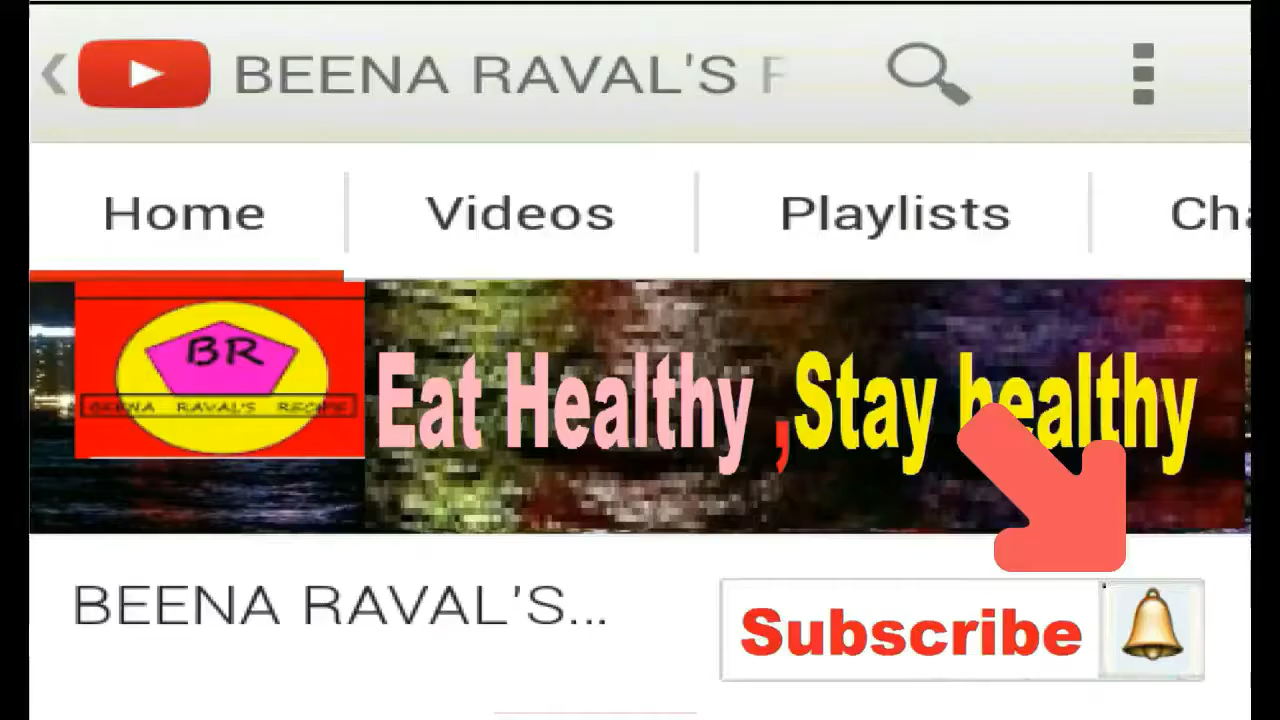 BEENA RAVAL'S
Home Videos Playlists
BR
BEENA RAVAL'S RECIPE
Eat Healthy ,Stay healthy
BEENA RAVAL'S...
Subscribe